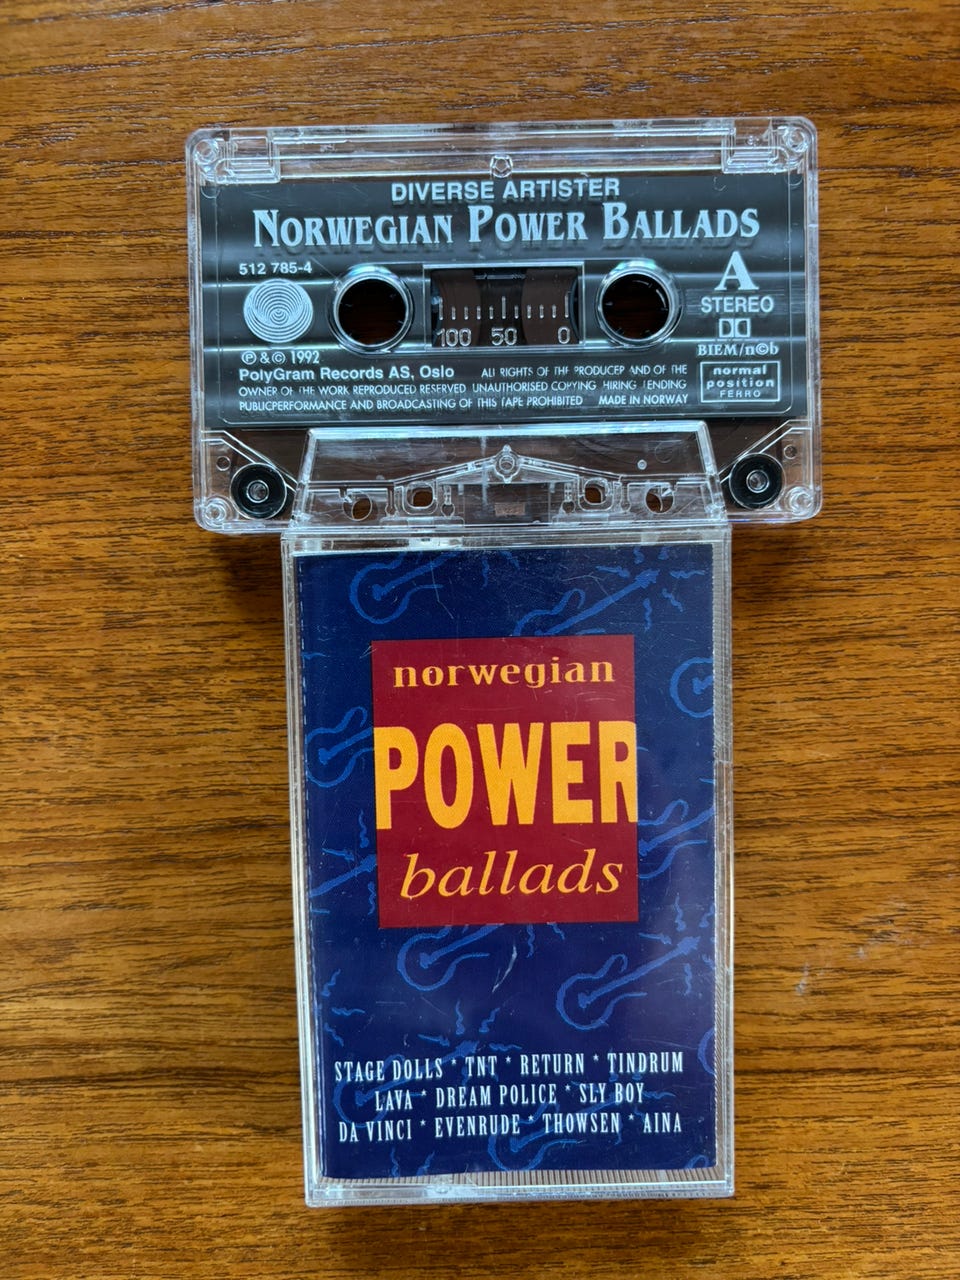 DIVERSE ARTISTER
NORWEGIAN POWER BALLADS
512 785-4
A
STEREO
100 50 0
BIEM/n©b
℗ & © 1992
PolyGram Records AS, Oslo
ALL RIGHTS OF THE PRODUCER AND OF THE
OWNER OF THE WORK REPRODUCED RESERVED UNAUTHORISED COPYING HIRING LENDING
PUBLICPERFORMANCE AND BROADCASTING OF THIS TAPE PROHIBITED MADE IN NORWAY
normal
position
FERRO
norwegian
POWER
ballads
STAGE DOLLS * TNT * RETURN * TINDRUM
LAVA * DREAM POLICE * SLY BOY
DA VINCI * EVENRUDE * THOWSEN * AINA